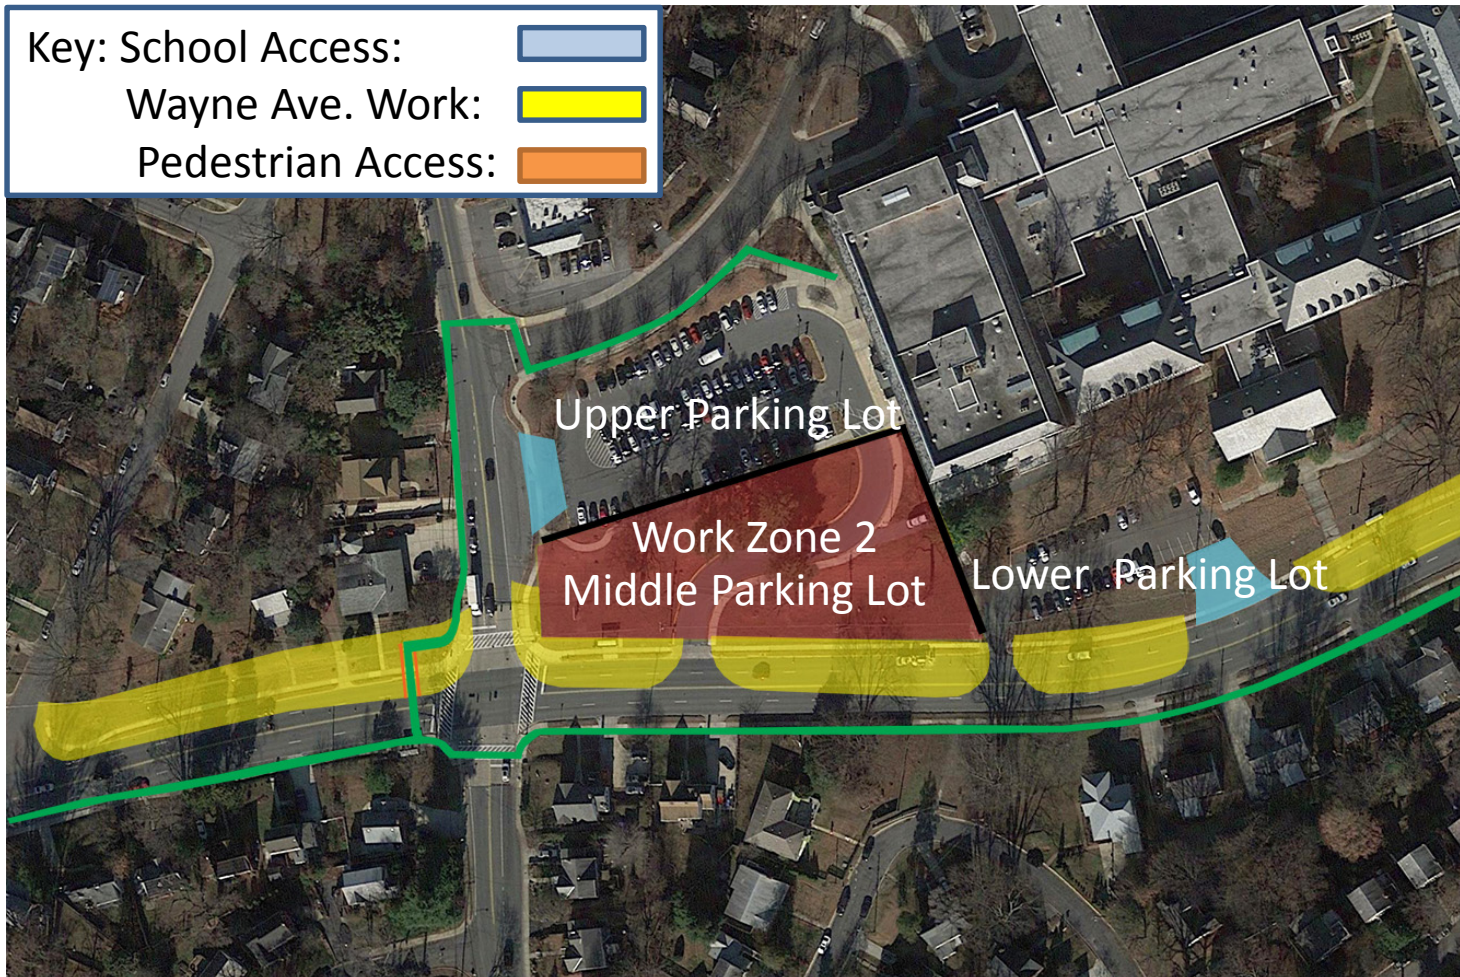 Key: School Access:
Wayne Ave. Work:
Pedestrian Access:
Upper Parking Lot
Work Zone 2
Middle Parking Lot
Lower Parking Lot